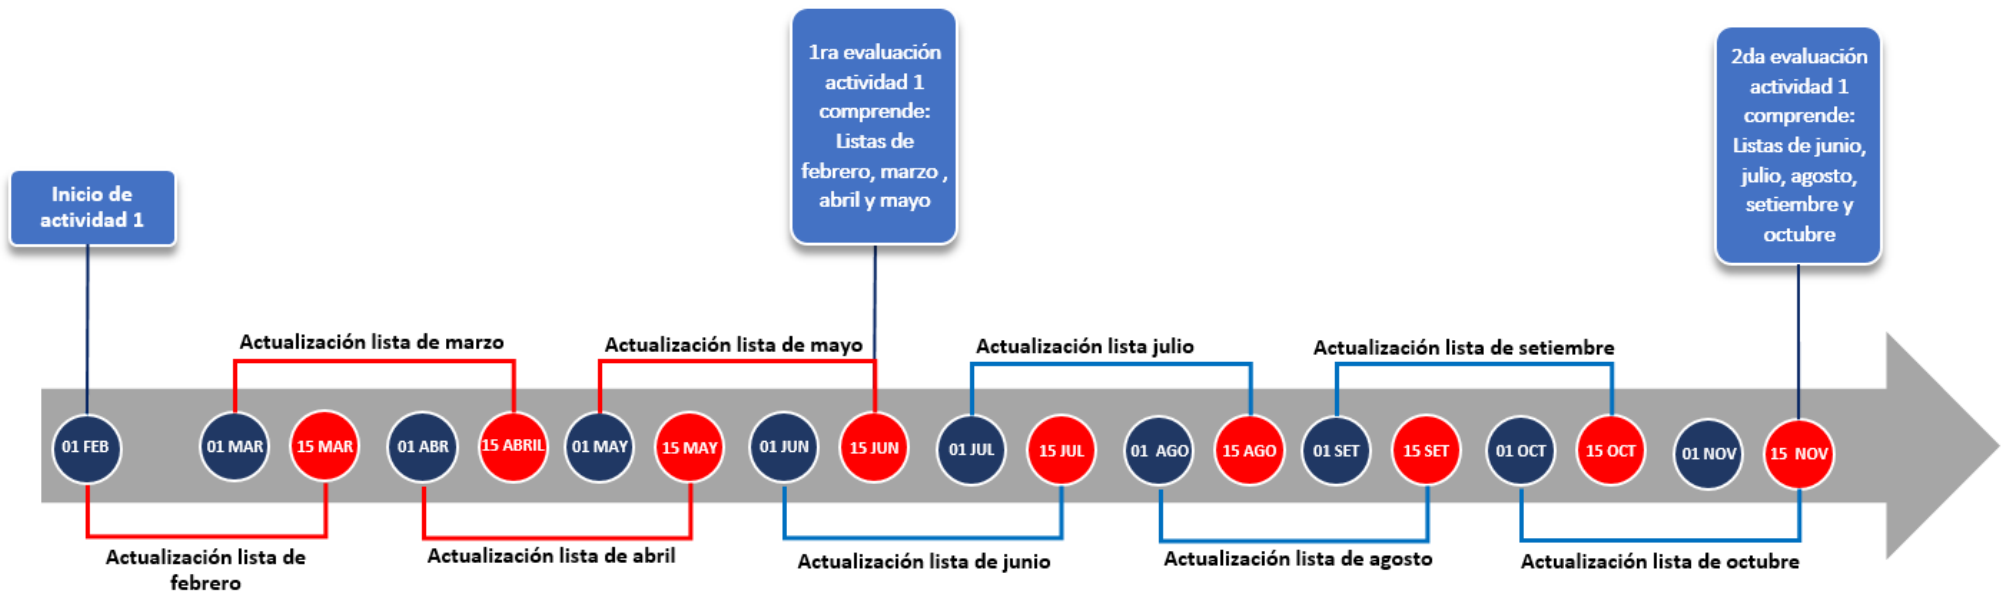 Inicio de
actividad 1
1ra evaluación
actividad 1
comprende:
Listas de
febrero, marzo ,
abril y mayo
2da evaluación
actividad 1
comprende:
Listas de junio,
julio, agosto,
setiembre y
octubre
Actualización lista de marzo
Actualización lista de mayo
Actualización lista julio
Actualización lista de setiembre
01 FEB
01 MAR
15 MAR
01 ABR
15 ABRIL
01 MAY
15 MAY
01 JUN
15 JUN
01 JUL
15 JUL
01 AGO
15 AGO
01 SET
15 SET
01 OCT
15 OCT
01 NOV
15 NOV
Actualización lista de
febrero
Actualización lista de abril
Actualización lista de junio
Actualización lista de agosto
Actualización lista de octubre